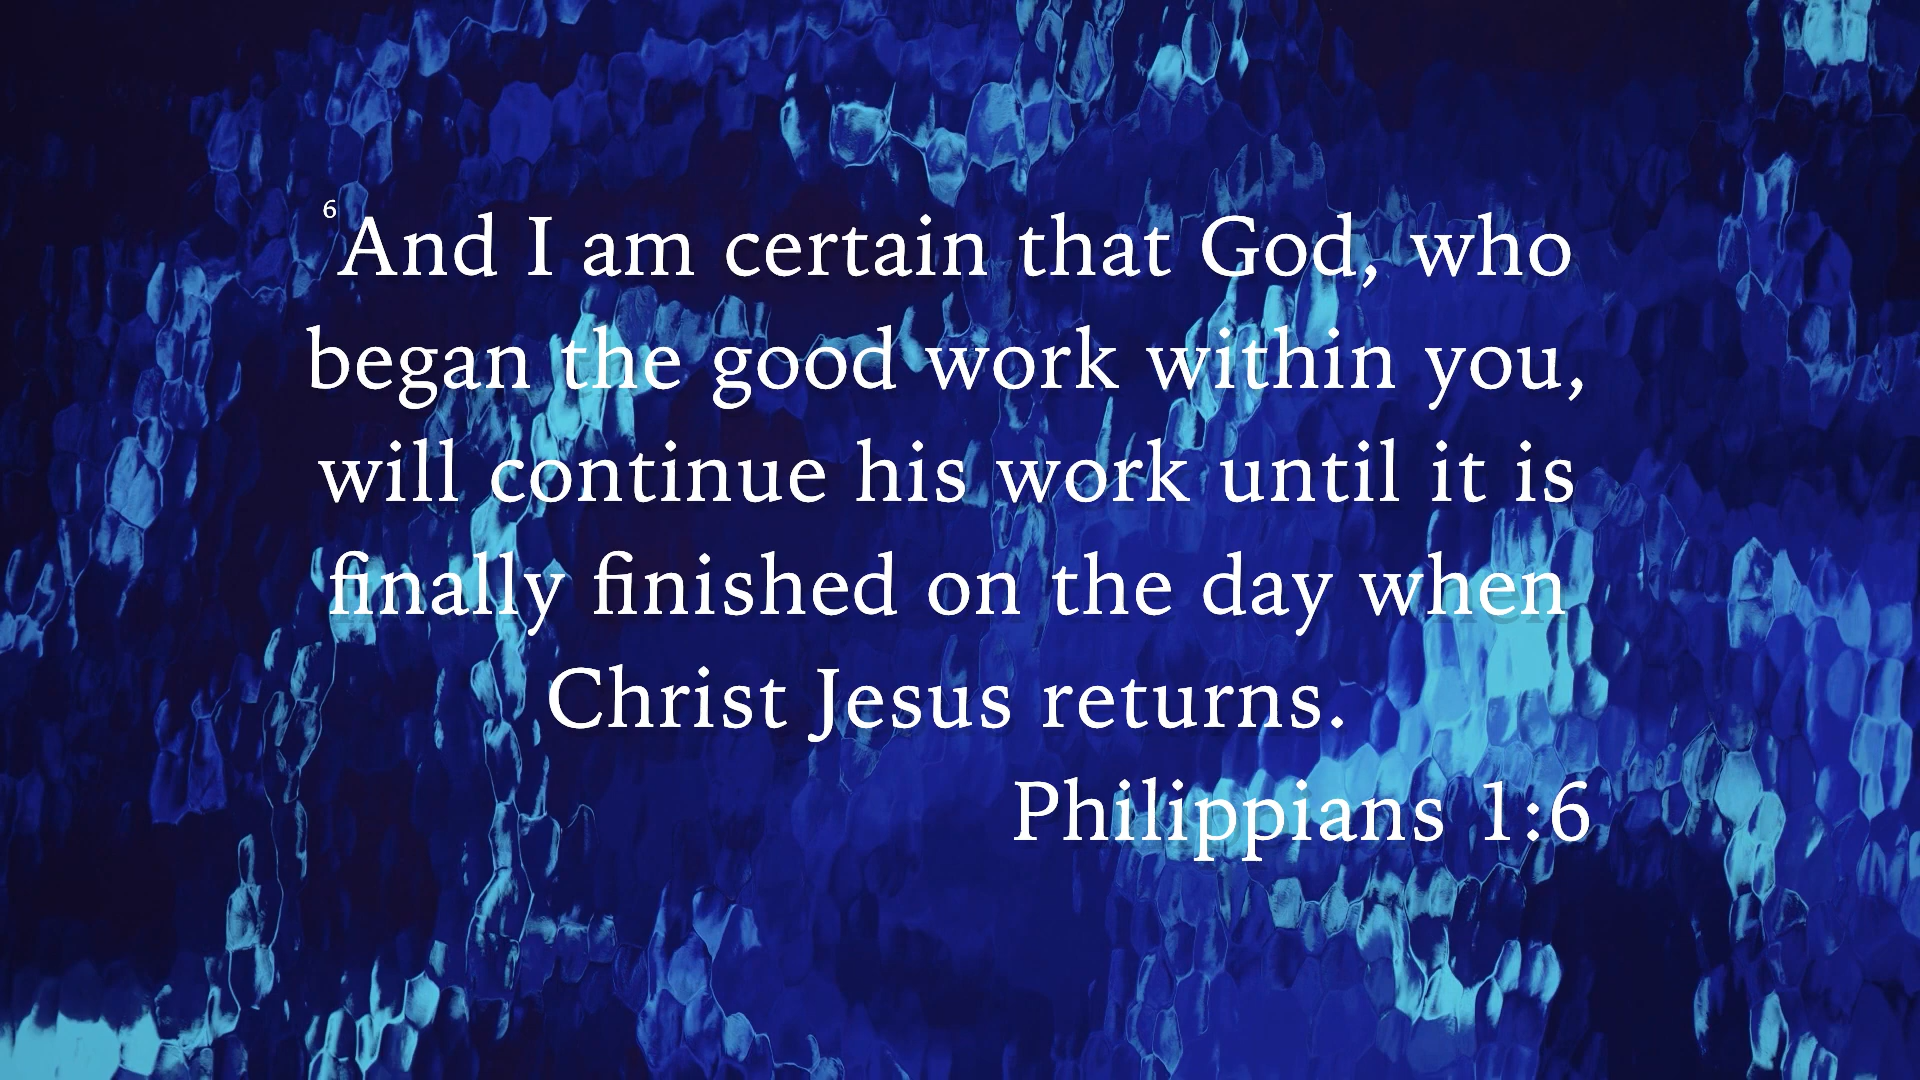 ⁶And I am certain that God, who
began the good work within you,
will continue his work until it is
finally finished on the day when
Christ Jesus returns.
Philippians 1:6